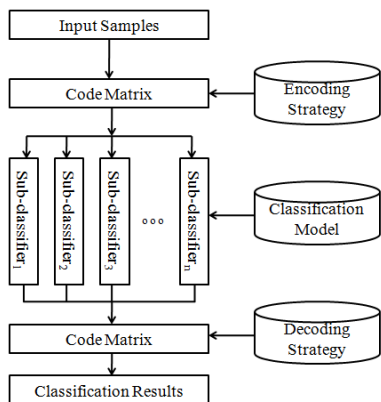 Input Samples
Code Matrix
Encoding
Strategy
Sub-classifier1
Sub-classifier2
Sub-classifier3
Sub-classifiern
Classification
Model
Code Matrix
Decoding
Strategy
Classification Results